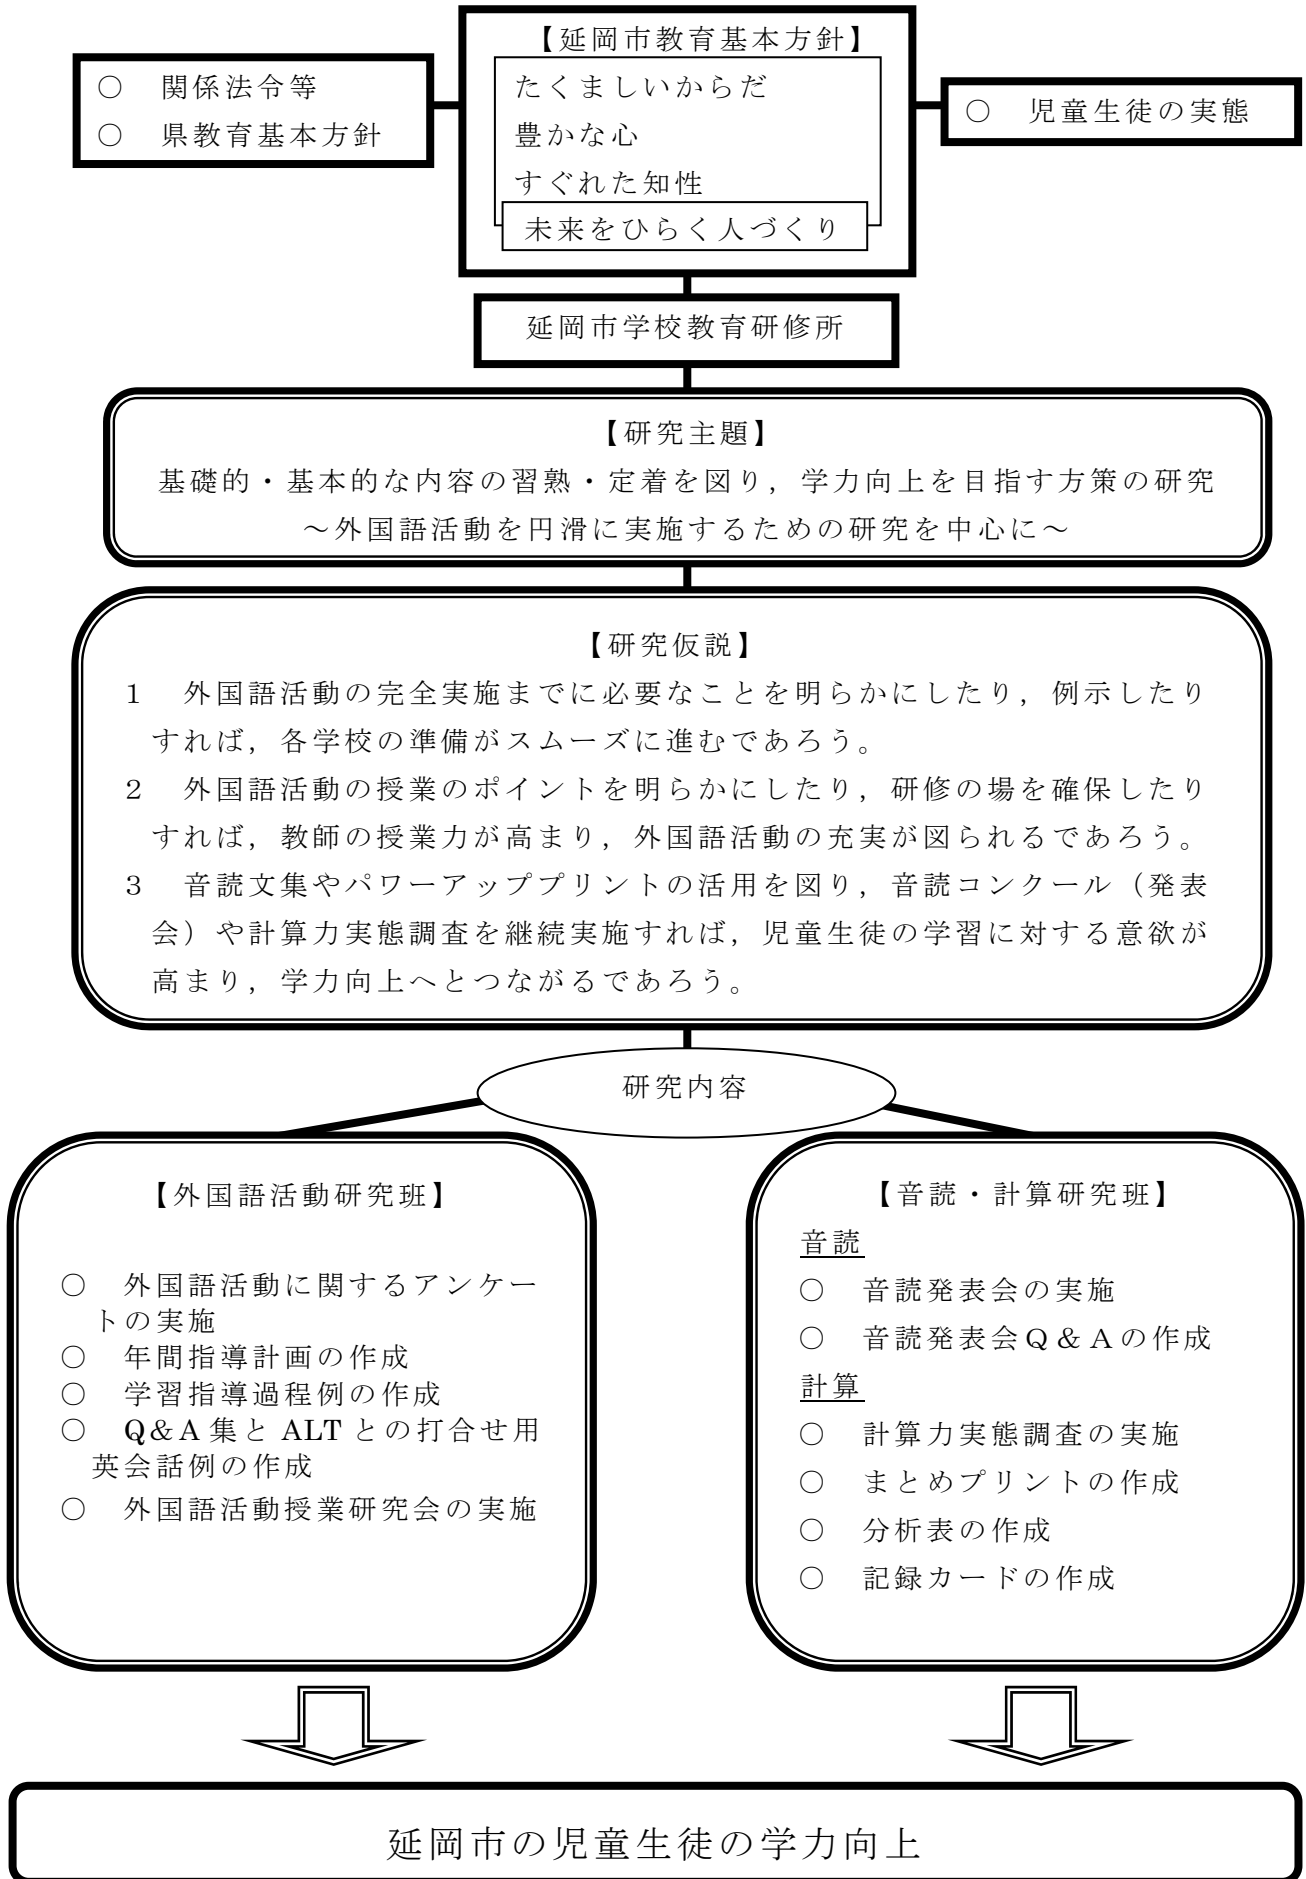 【延岡市教育基本方針】
○　関係法令等
○　県教育基本方針
たくましいからだ
豊かな心
すぐれた知性
未来をひらく人づくり
○　児童生徒の実態
延岡市学校教育研修所
【研究主題】
基礎的・基本的な内容の習熟・定着を図り，学力向上を目指す方策の研究
～外国語活動を円滑に実施するための研究を中心に～
【研究仮説】
１　外国語活動の完全実施までに必要なことを明らかにしたり，例示したり
すれば，各学校の準備がスムーズに進むであろう。
２　外国語活動の授業のポイントを明らかにしたり，研修の場を確保したり
すれば，教師の授業力が高まり，外国語活動の充実が図られるであろう。
３　音読文集やパワーアッププリントの活用を図り，音読コンクール（発表
会）や計算力実態調査を継続実施すれば，児童生徒の学習に対する意欲が
高まり，学力向上へとつながるであろう。
研究内容
【外国語活動研究班】
○　外国語活動に関するアンケー
トの実施
○　年間指導計画の作成
○　学習指導過程例の作成
○　Q&A 集と ALT との打合せ用
英会話例の作成
○　外国語活動授業研究会の実施
【音読・計算研究班】
音読
○　音読発表会の実施
○　音読発表会Ｑ＆Ａの作成
計算
○　計算力実態調査の実施
○　まとめプリントの作成
○　分析表の作成
○　記録カードの作成
延岡市の児童生徒の学力向上